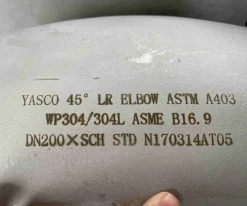 YASCO 45° LR ELBOW ASTM A403
WP304/304L ASME B16.9
DN200×SCH STD N170314AT05